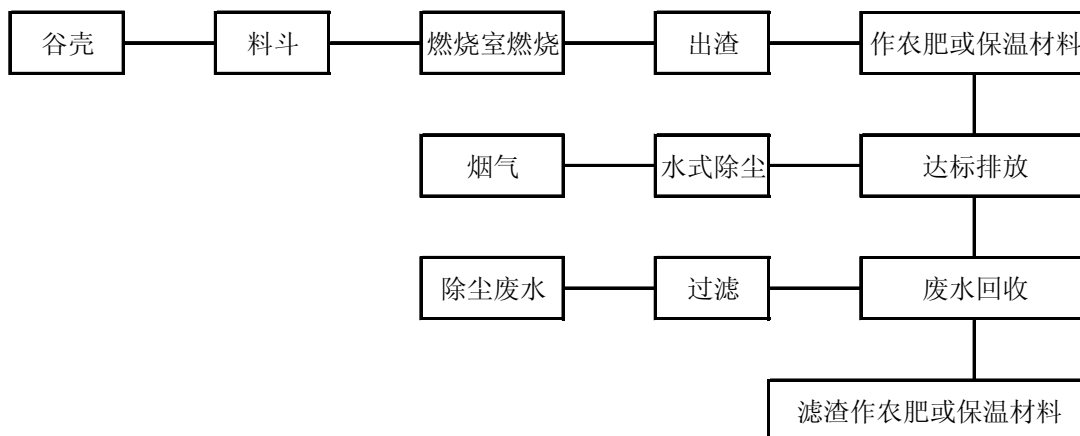 谷壳
料斗
燃烧室燃烧
出渣
作农肥或保温材料
烟气
水式除尘
达标排放
除尘废水
过滤
废水回收
滤渣作农肥或保温材料